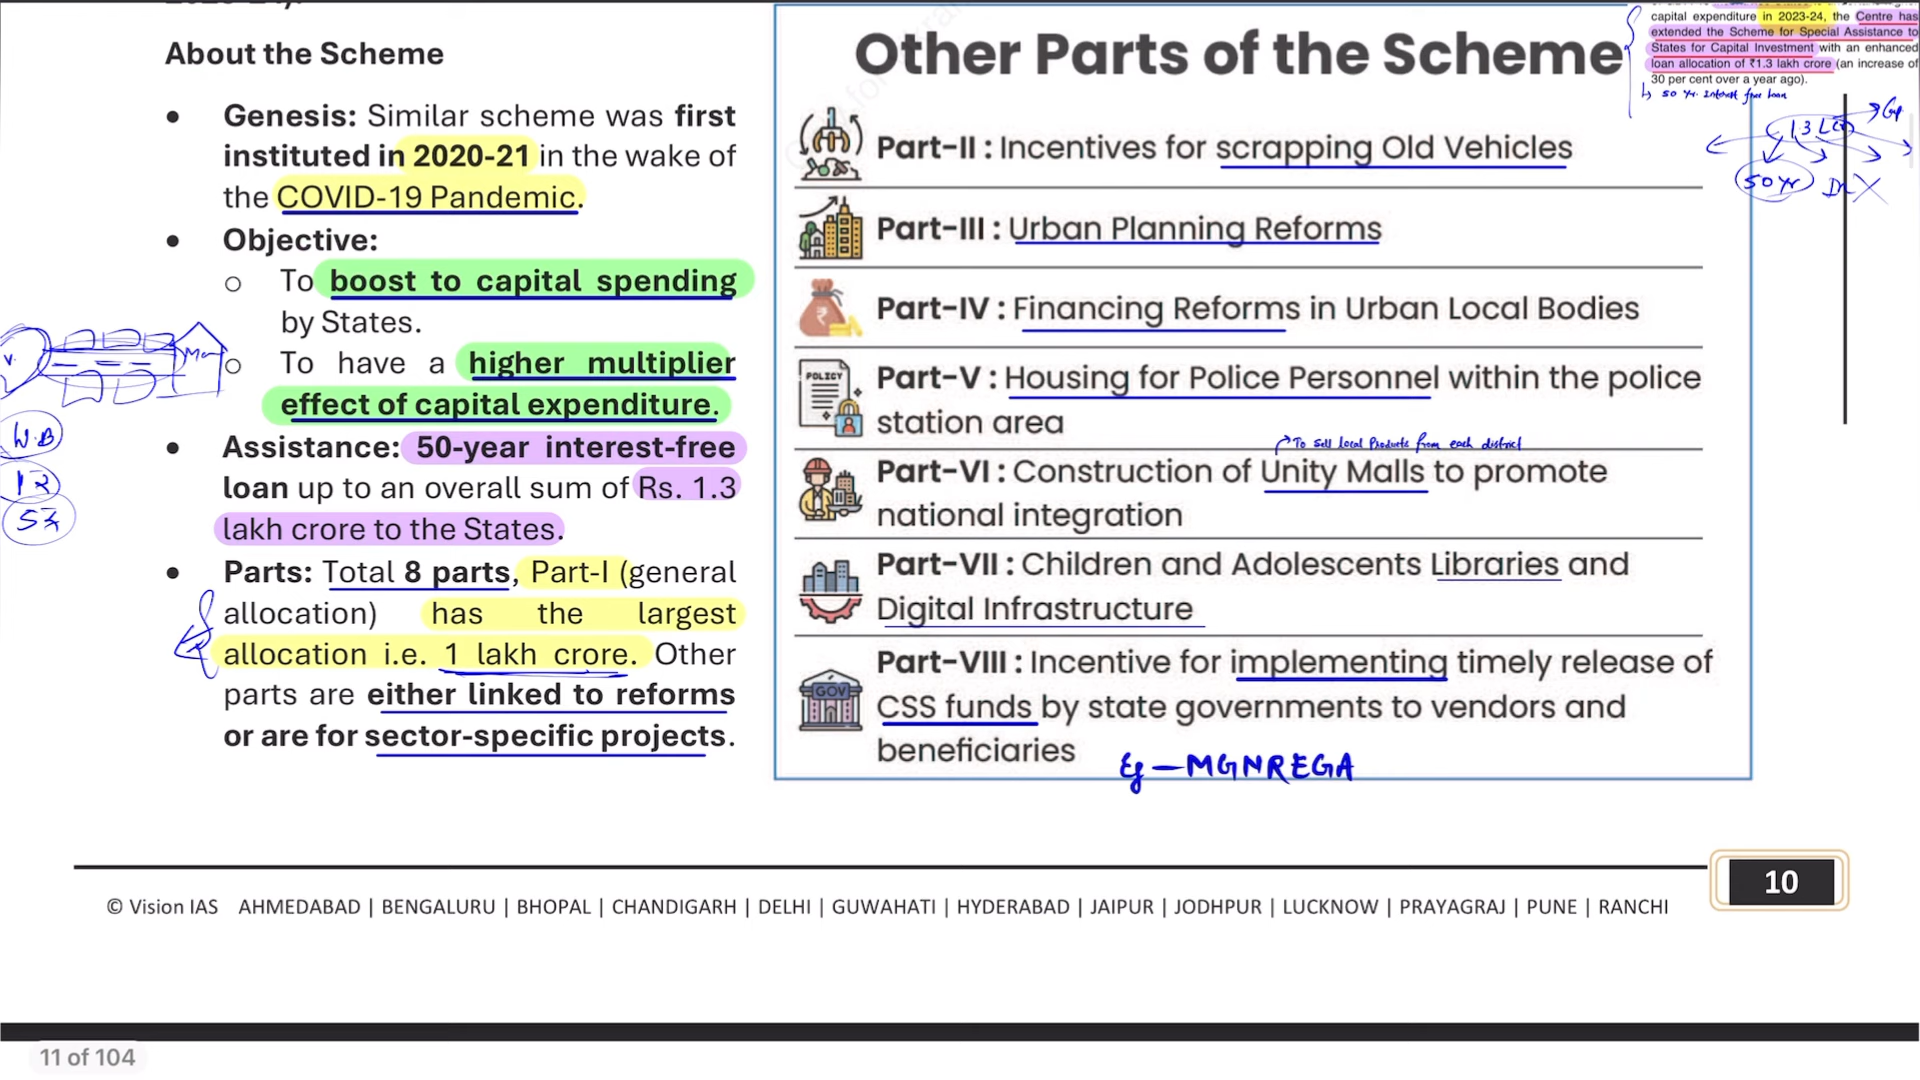 About the Scheme
• Genesis: Similar scheme was first
instituted in 2020-21 in the wake of
the COVID-19 Pandemic.
• Objective:
o To boost to capital spending
by States.
o To have a higher multiplier
effect of capital expenditure.
• Assistance: 50-year interest-free
loan up to an overall sum of Rs. 1.3
lakh crore to the States.
• Parts: Total 8 parts, Part-I (general
allocation) has the largest
allocation i.e. 1 lakh crore. Other
parts are either linked to reforms
or are for sector-specific projects.
W.B
Other Parts of the Scheme
Part-II : Incentives for scrapping Old Vehicles
Part-III : Urban Planning Reforms
Part-IV : Financing Reforms in Urban Local Bodies
POLICY
Part-V : Housing for Police Personnel within the police
station area
To Sell local Products from each district
Part-VI : Construction of Unity Malls to promote
national integration
Part-VII : Children and Adolescents Libraries and
Digital Infrastructure
GOV
Part-VIII : Incentive for implementing timely release of
CSS funds by state governments to vendors and
beneficiaries
Eg — MGNREGA
capital expenditure in 2023-24, the Centre has
extended the Scheme for Special Assistance to
States for Capital Investment with an enhanced
loan allocation of ₹1.3 lakh crore (an increase of
30 per cent over a year ago).
50 Yr. Interest free loan
50 Yr
10
© Vision IAS AHMEDABAD | BENGALURU | BHOPAL | CHANDIGARH | DELHI | GUWAHATI | HYDERABAD | JAIPUR | JODHPUR | LUCKNOW | PRAYAGRAJ | PUNE | RANCHI
11 of 104